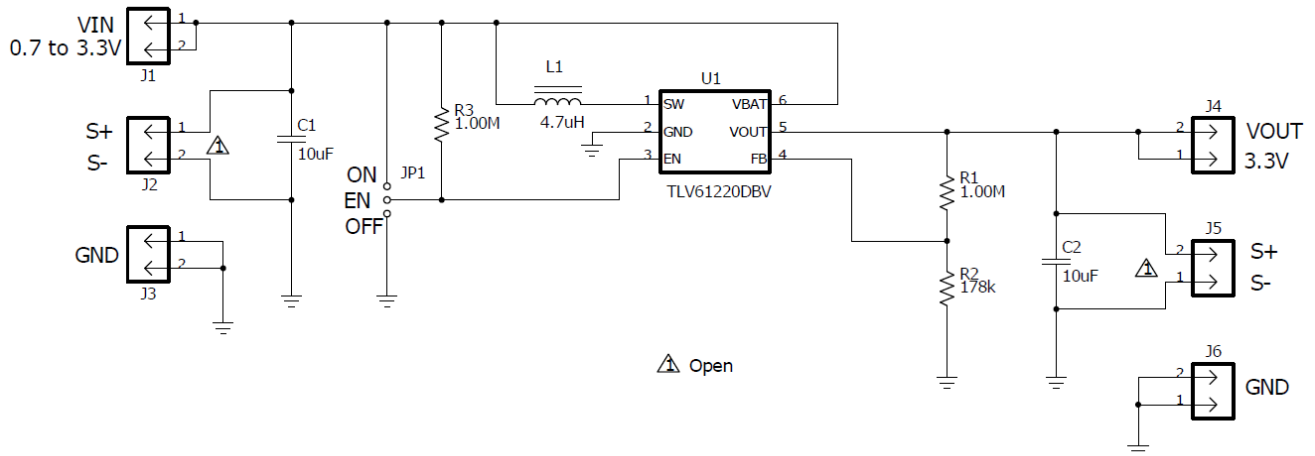 VIN
0.7 to 3.3V
1
2
J1
S+
S-
1
2
J2
1
GND
1
2
J3
C1
10uF
ON
EN
OFF
JP1
R3
1.00M
L1
4.7uH
U1
1 SW
2 GND
3 EN
VBAT 6
VOUT 5
FB 4
TLV61220DBV
R1
1.00M
R2
178k
C2
10uF
1
J4
2
1
VOUT
3.3V
J5
2
1
S+
S-
J6
2
1
GND
1 Open